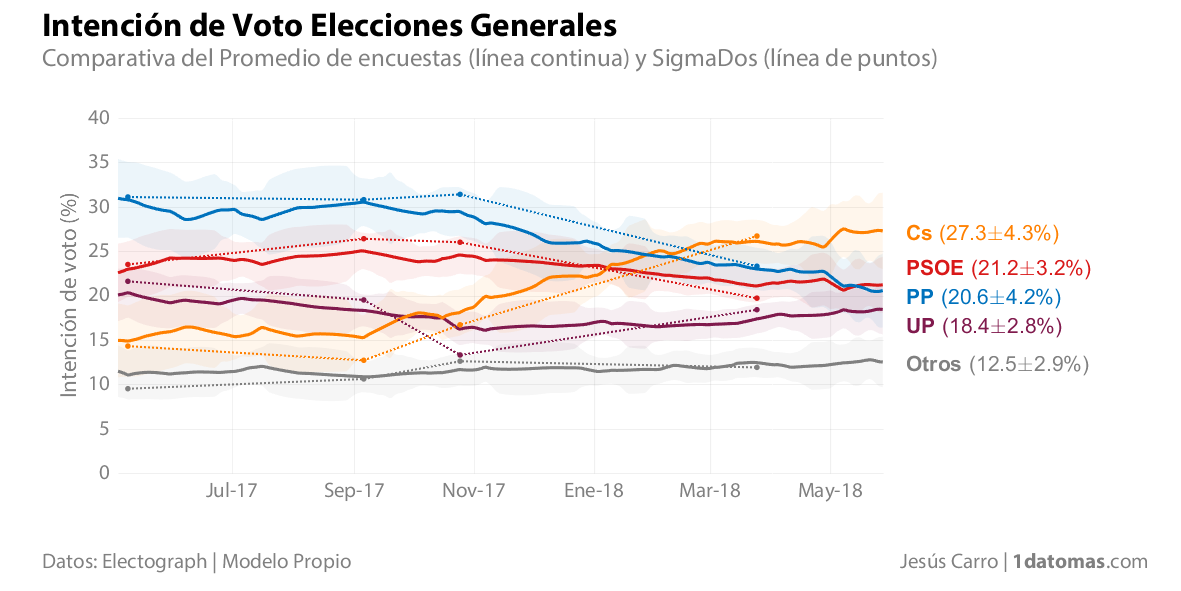 Intención de Voto Elecciones Generales
Comparativa del Promedio de encuestas (línea continua) y SigmaDos (línea de puntos)
Intención de voto (%)
40
35
30
25
20
15
10
5
0
Jul-17 Sep-17 Nov-17 Ene-18 Mar-18 May-18
Cs (27.3±4.3%)
PSOE (21.2±3.2%)
PP (20.6±4.2%)
UP (18.4±2.8%)
Otros (12.5±2.9%)
Datos: Electograph | Modelo Propio
Jesús Carro | 1datomas.com